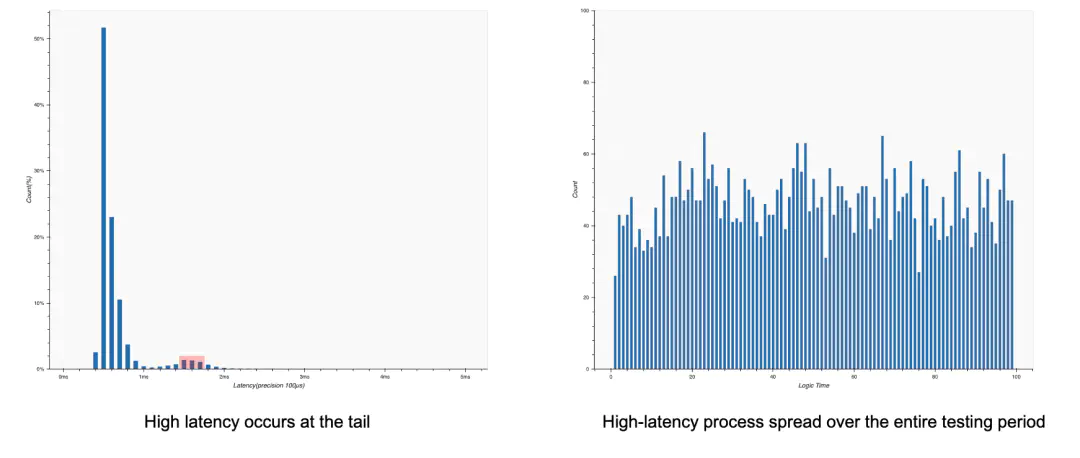 50%
40%
30%
20%
10%
0%
Count(%)
0ms 1ms 2ms 3ms 4ms 5ms
Latency(precision 100μs)
High latency occurs at the tail
100
80
60
40
20
0
Count
0 20 40 60 80 100
Logic Time
High-latency process spread over the entire testing period